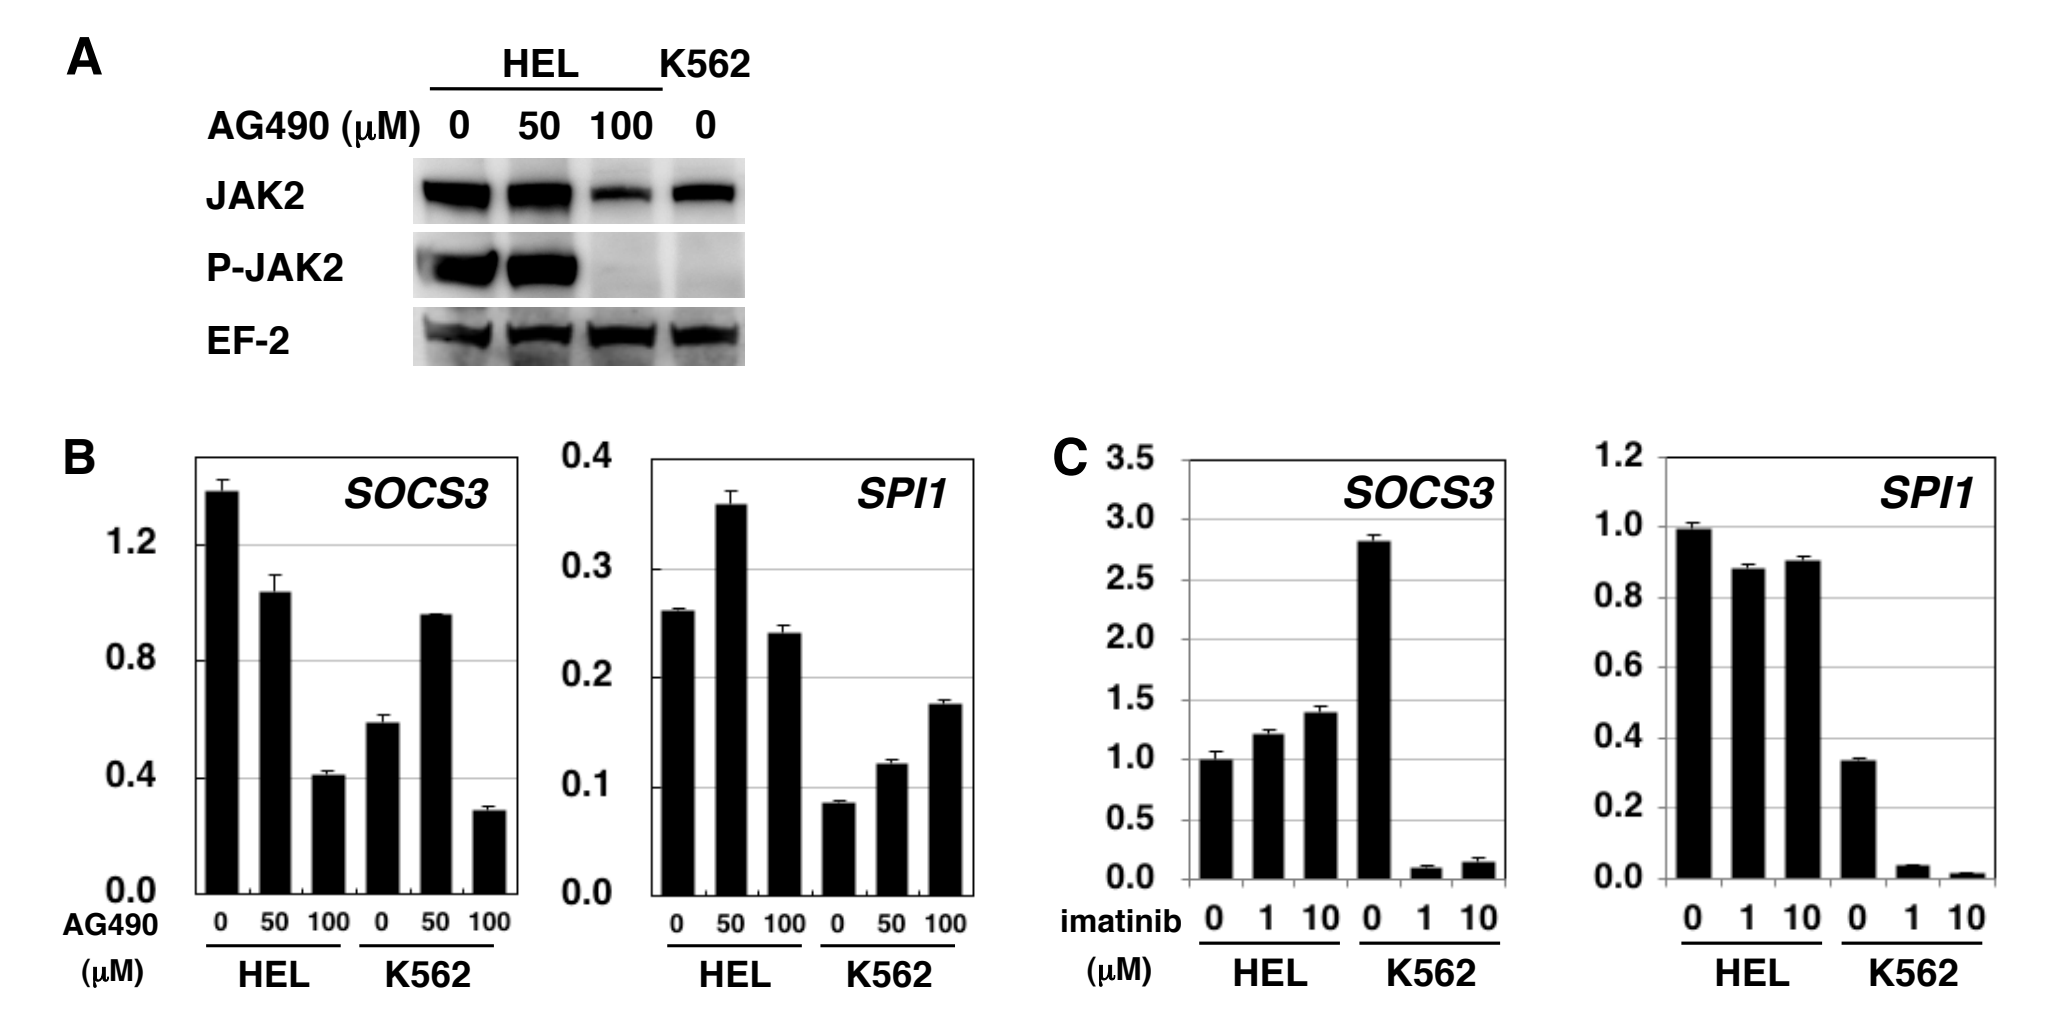 A
HEL K562
AG490 (μM) 0 50 100 0
JAK2
P-JAK2
EF-2
B
SOCS3
1.2
0.8
0.4
0.0
AG490 0 50 100 0 50 100
(μM) HEL K562
0.4
SPI1
0.3
0.2
0.1
0.0
0 50 100 0 50 100
HEL K562
C
3.5
SOCS3
3.0
2.5
2.0
1.5
1.0
0.5
0.0
imatinib 0 1 10 0 1 10
(μM) HEL K562
1.2
SPI1
1.0
0.8
0.6
0.4
0.2
0.0
0 1 10 0 1 10
HEL K562